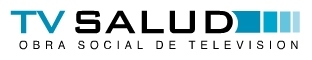 TV SALUD
OBRA SOCIAL DE TELEVISION